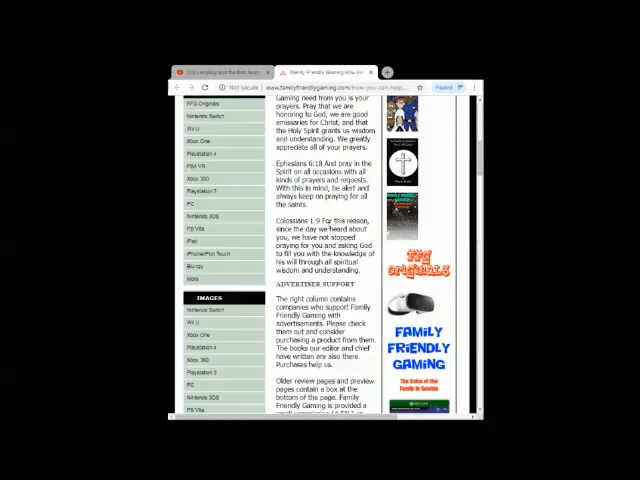 Family Friendly Gaming How
Not secure
www.familyfriendlygaming.com/How-you-can-help
Paused
FFG Originals
Nintendo Switch
Wii U
Xbox One
Playstation 4
PS4 VR
Xbox 360
Playstation 3
PC
Nintendo 3DS
PS Vita
iPad
iPhone/iPod Touch
Blu-ray
More
IMAGES
Nintendo Switch
Wii U
Xbox One
Playstation 4
Xbox 360
Playstation 3
PC
Nintendo 3DS
PS Vita
Gaming need from you is your
prayers. Pray that we are
honoring to God, we are good
emissaries for Christ, and that
the Holy Spirit grants us wisdom
and understanding. We greatly
appreciate all of your prayers.
Ephesians 6:18 And pray in the
Spirit on all occasions with all
kinds of prayers and requests.
With this in mind, be alert and
always keep on praying for all
the saints.
Colossians 1:9 For this reason,
since the day we heard about
you, we have not stopped
praying for you and asking God
to fill you with the knowledge of
his will through all spiritual
wisdom and understanding.
ADVERTISER SUPPORT
The right column contains
companies who support Family
Friendly Gaming with
advertisements. Please check
them out and consider
purchasing a product from them.
The books our editor and chief
have written are also there.
Purchases help us.
Older review pages and preview
pages contain a box at the
bottom of the page. Family
Friendly Gaming is provided a
small commission (4.5%) on
FFG
ORIGINALS
FAMILY
FRIENDLY
GAMING
The Voice of the
Family in Gaming